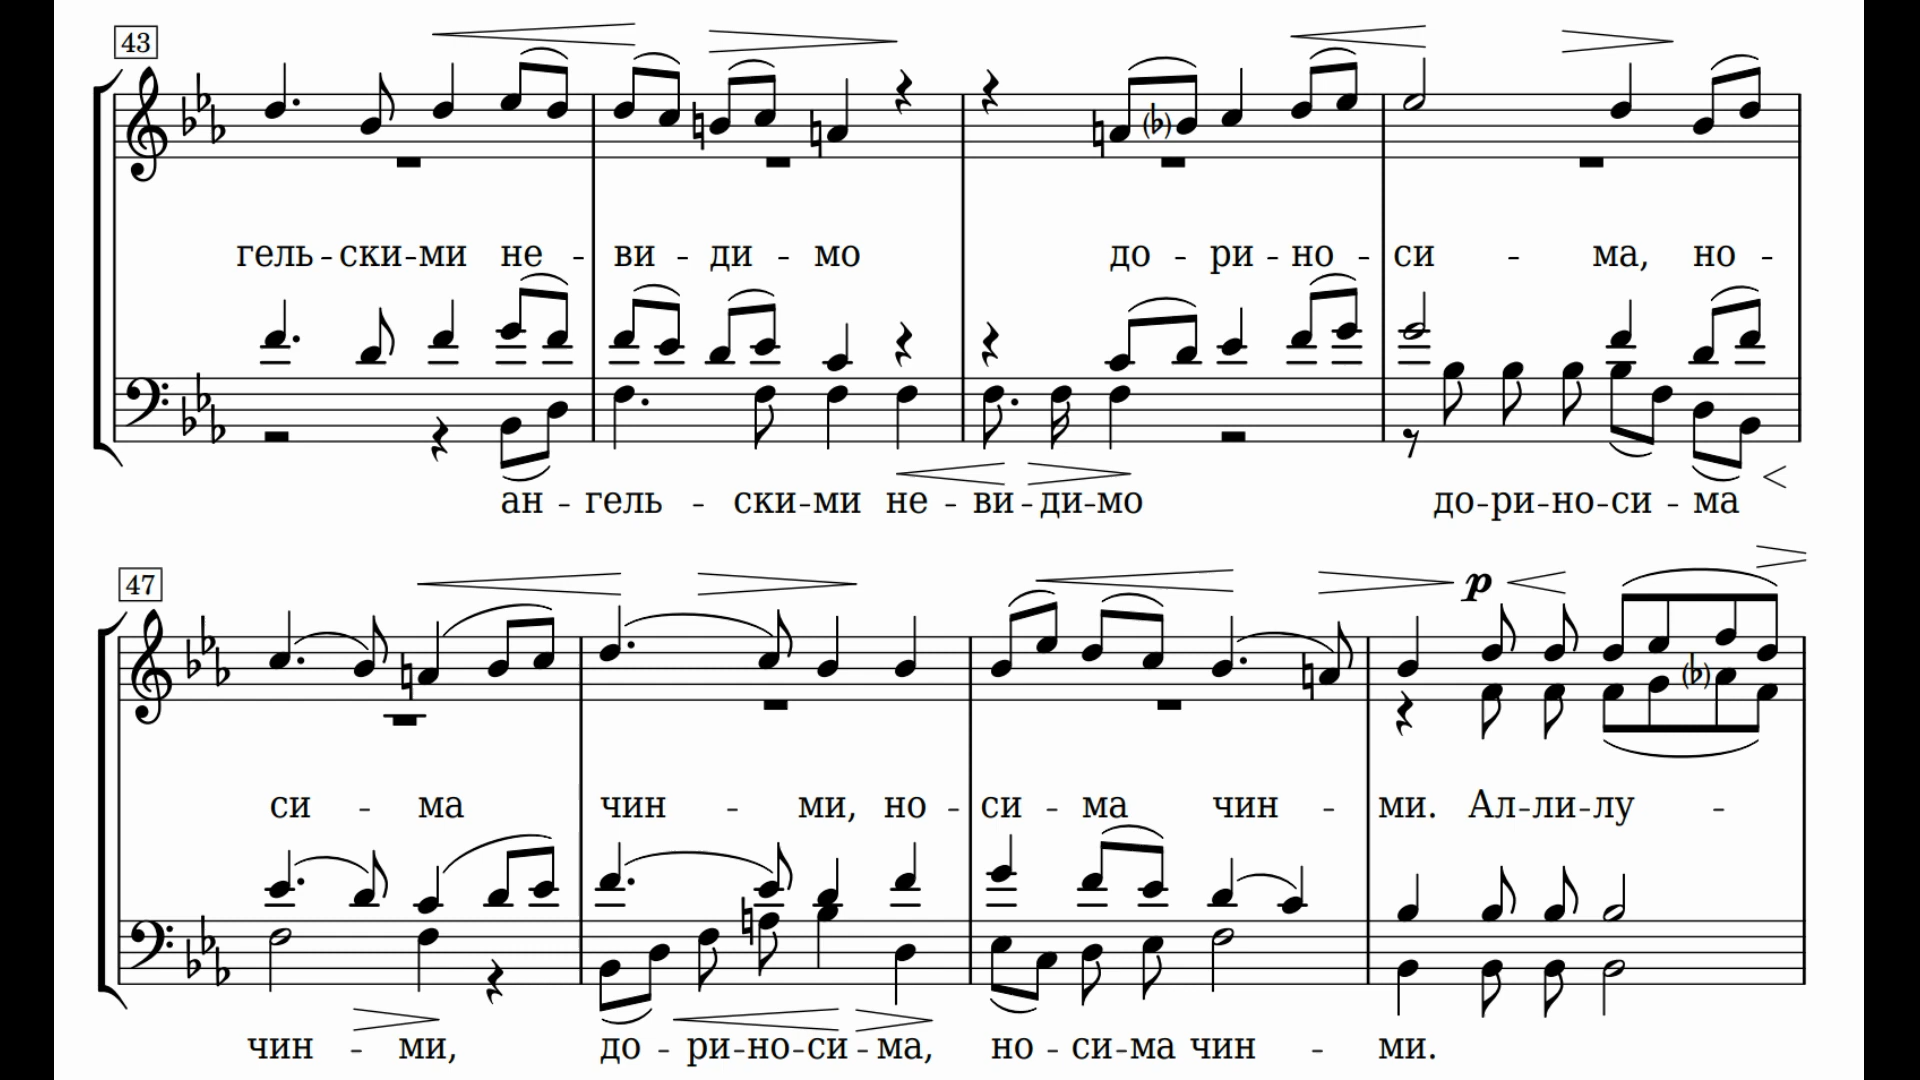 43
гель - ски - ми не - ви - ди - мо до - ри - но - си - ма, но -
ан - гель - ски - ми не - ви - ди - мо до - ри - но - си - ма
47
p
си - ма чин - ми, но - си - ма чин - ми. Ал - ли - лу -
чин - ми, до - ри - но - си - ма, но - си - ма чин - ми.